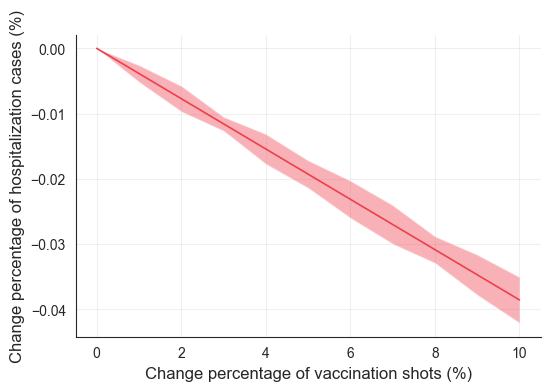 Change percentage of hospitalization cases (%)
0.00
−0.01
−0.02
−0.03
−0.04
0 2 4 6 8 10
Change percentage of vaccination shots (%)